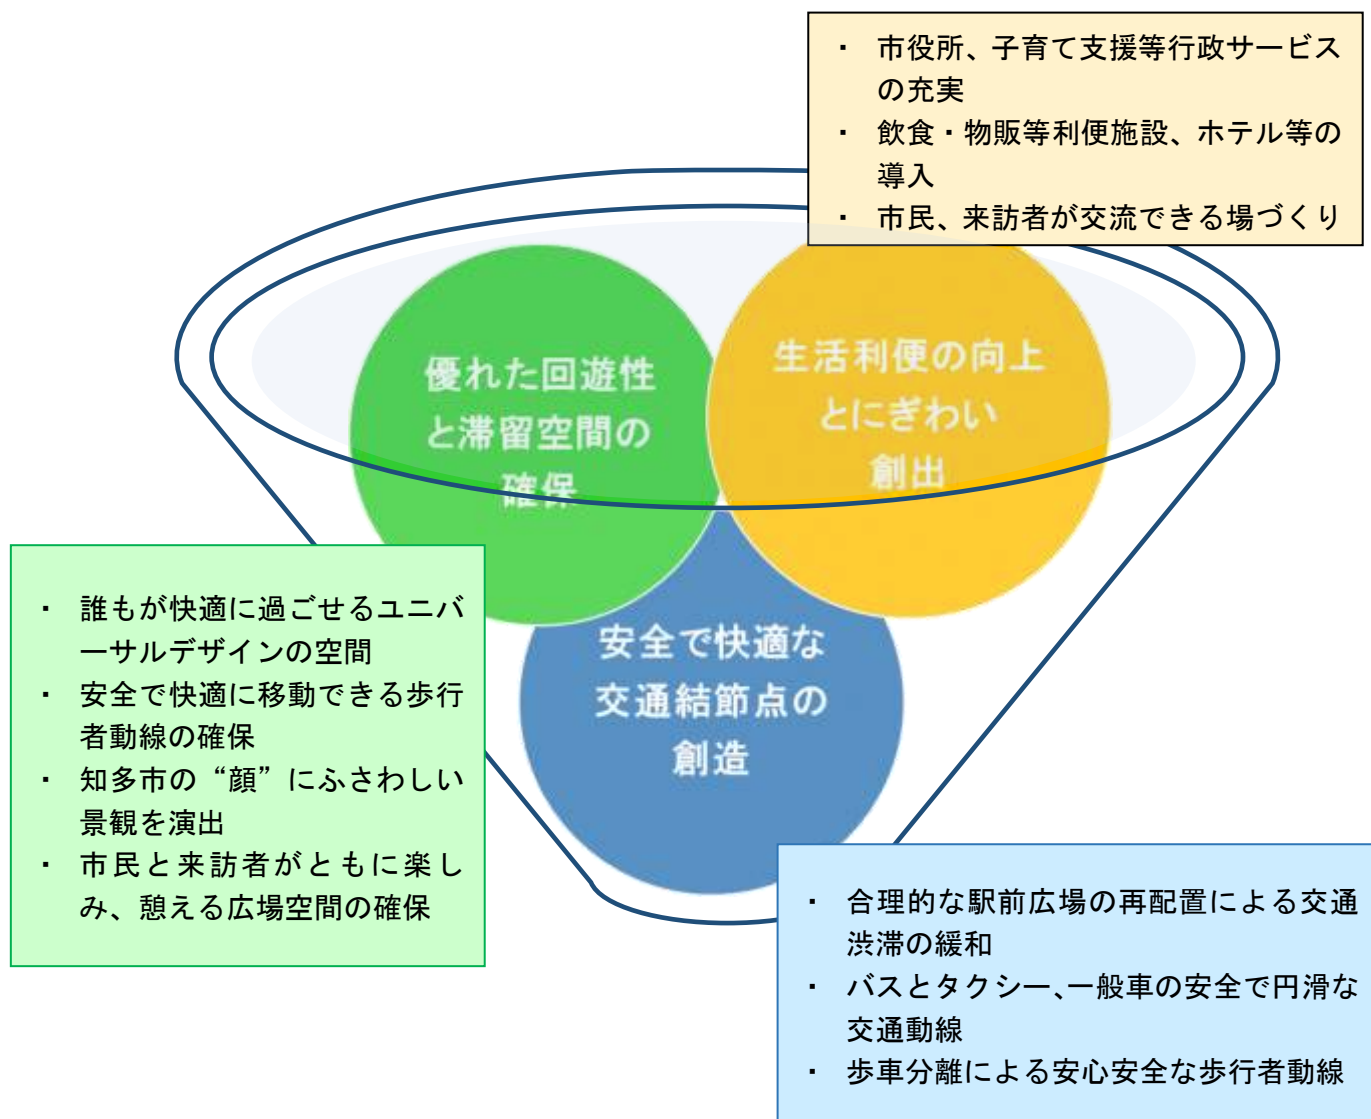 ・ 市役所、子育て支援等行政サービス
の充実
・ 飲食・物販等利便施設、ホテル等の
導入
・ 市民、来訪者が交流できる場づくり
優れた回遊性
と滞留空間の
確保
生活利便の向上
とにぎわい
創出
安全で快適な
交通結節点の
創造
・ 誰もが快適に過ごせるユニバ
ーサルデザインの空間
・ 安全で快適に移動できる歩行
者動線の確保
・ 知多市の“顔”にふさわしい
景観を演出
・ 市民と来訪者がともに楽し
み、憩える広場空間の確保
・ 合理的な駅前広場の再配置による交通
渋滞の緩和
・ バスとタクシー、一般車の安全で円滑な
交通動線
・ 歩車分離による安心安全な歩行者動線